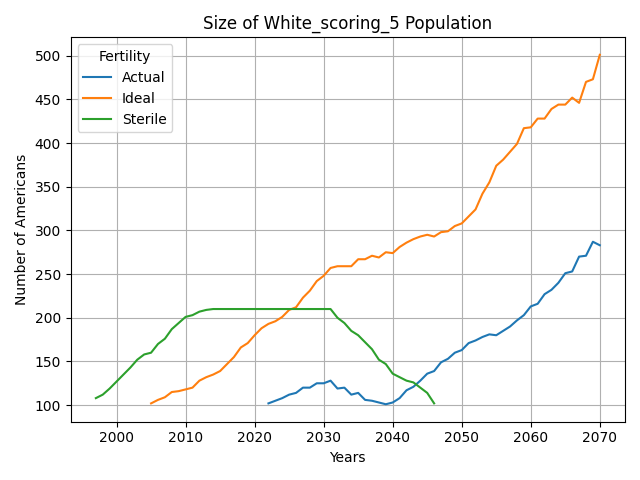 Size of White_scoring_5 Population
Fertility
Actual
Ideal
Sterile
500
450
400
350
300
250
200
150
100
Number of Americans
2000 2010 2020 2030 2040 2050 2060 2070
Years